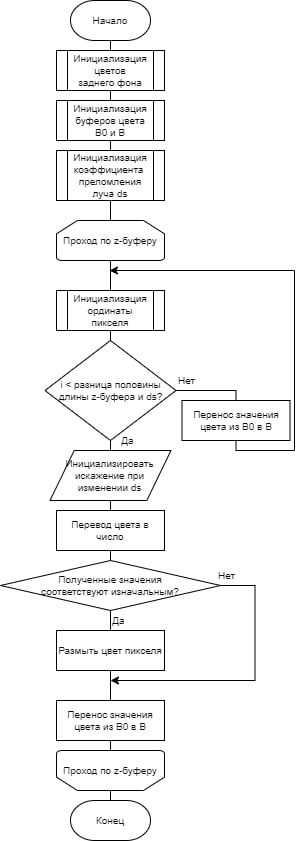 Начало
Инициализация
цветов
заднего фона
Инициализация
буферов цвета
B0 и B
Инициализация
коэффициента
преломления
луча ds
Проход по z-буферу
Инициализация
ординаты
пикселя
i < разница половины
длины z-буфера и ds?
Нет
Перенос значения
цвета из B0 в B
Да
Инициализировать
искажение при
изменении ds
Перевод цвета в
число
Полученные значения
соответствуют изначальным?
Нет
Да
Размыть цвет пикселя
Перенос значения
цвета из B0 в B
Проход по z-буферу
Конец